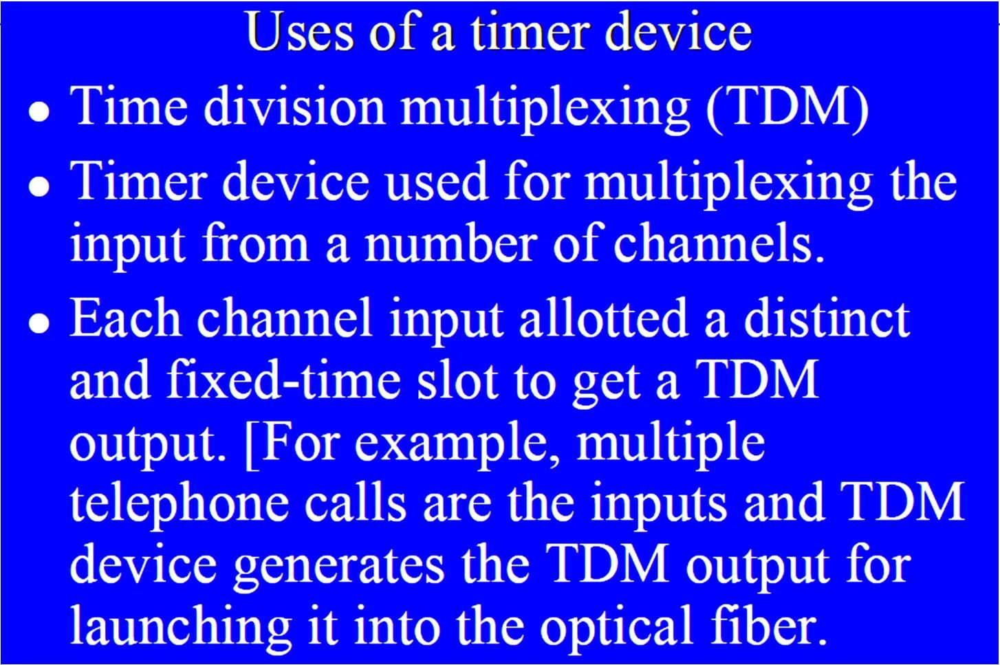 Uses of a timer device
• Time division multiplexing (TDM)
• Timer device used for multiplexing the
input from a number of channels.
• Each channel input allotted a distinct
and fixed-time slot to get a TDM
output. [For example, multiple
telephone calls are the inputs and TDM
device generates the TDM output for
launching it into the optical fiber.